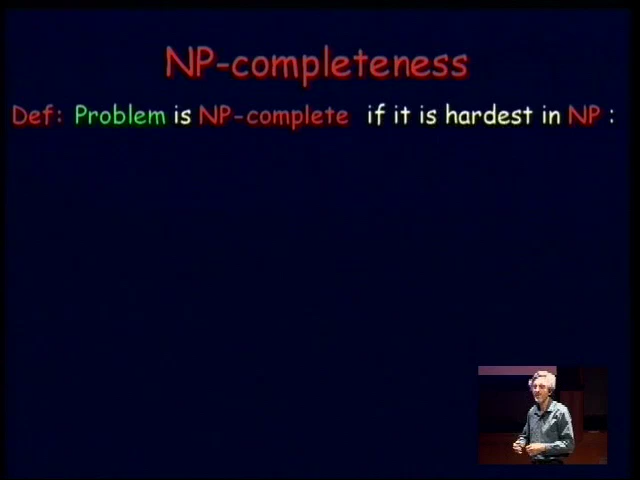 NP-completeness
Def: Problem is NP-complete if it is hardest in NP :